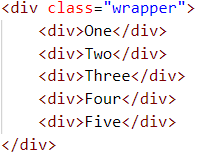 <div class="wrapper">
    <div>One</div>
    <div>Two</div>
    <div>Three</div>
    <div>Four</div>
    <div>Five</div>
</div>